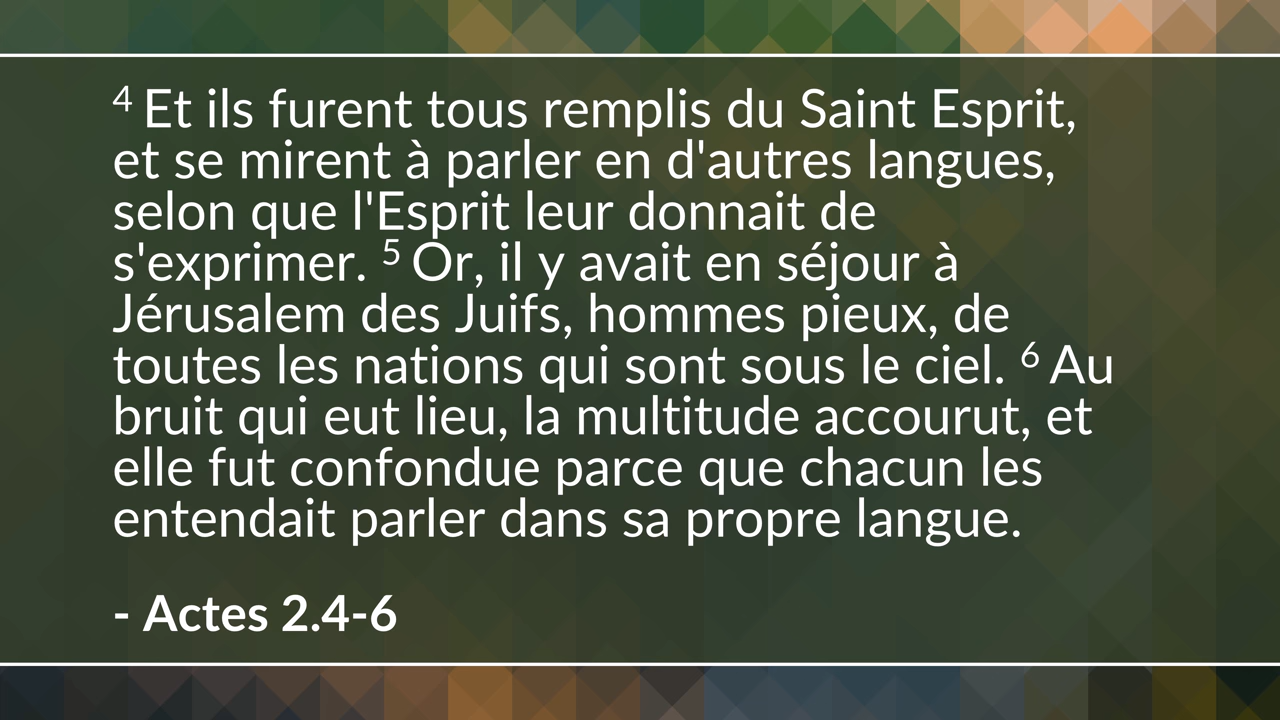 4 Et ils furent tous remplis du Saint Esprit,
et se mirent à parler en d'autres langues,
selon que l'Esprit leur donnait de
s'exprimer. 5 Or, il y avait en séjour à
Jérusalem des Juifs, hommes pieux, de
toutes les nations qui sont sous le ciel. 6 Au
bruit qui eut lieu, la multitude accourut, et
elle fut confondue parce que chacun les
entendait parler dans sa propre langue.
- Actes 2.4-6